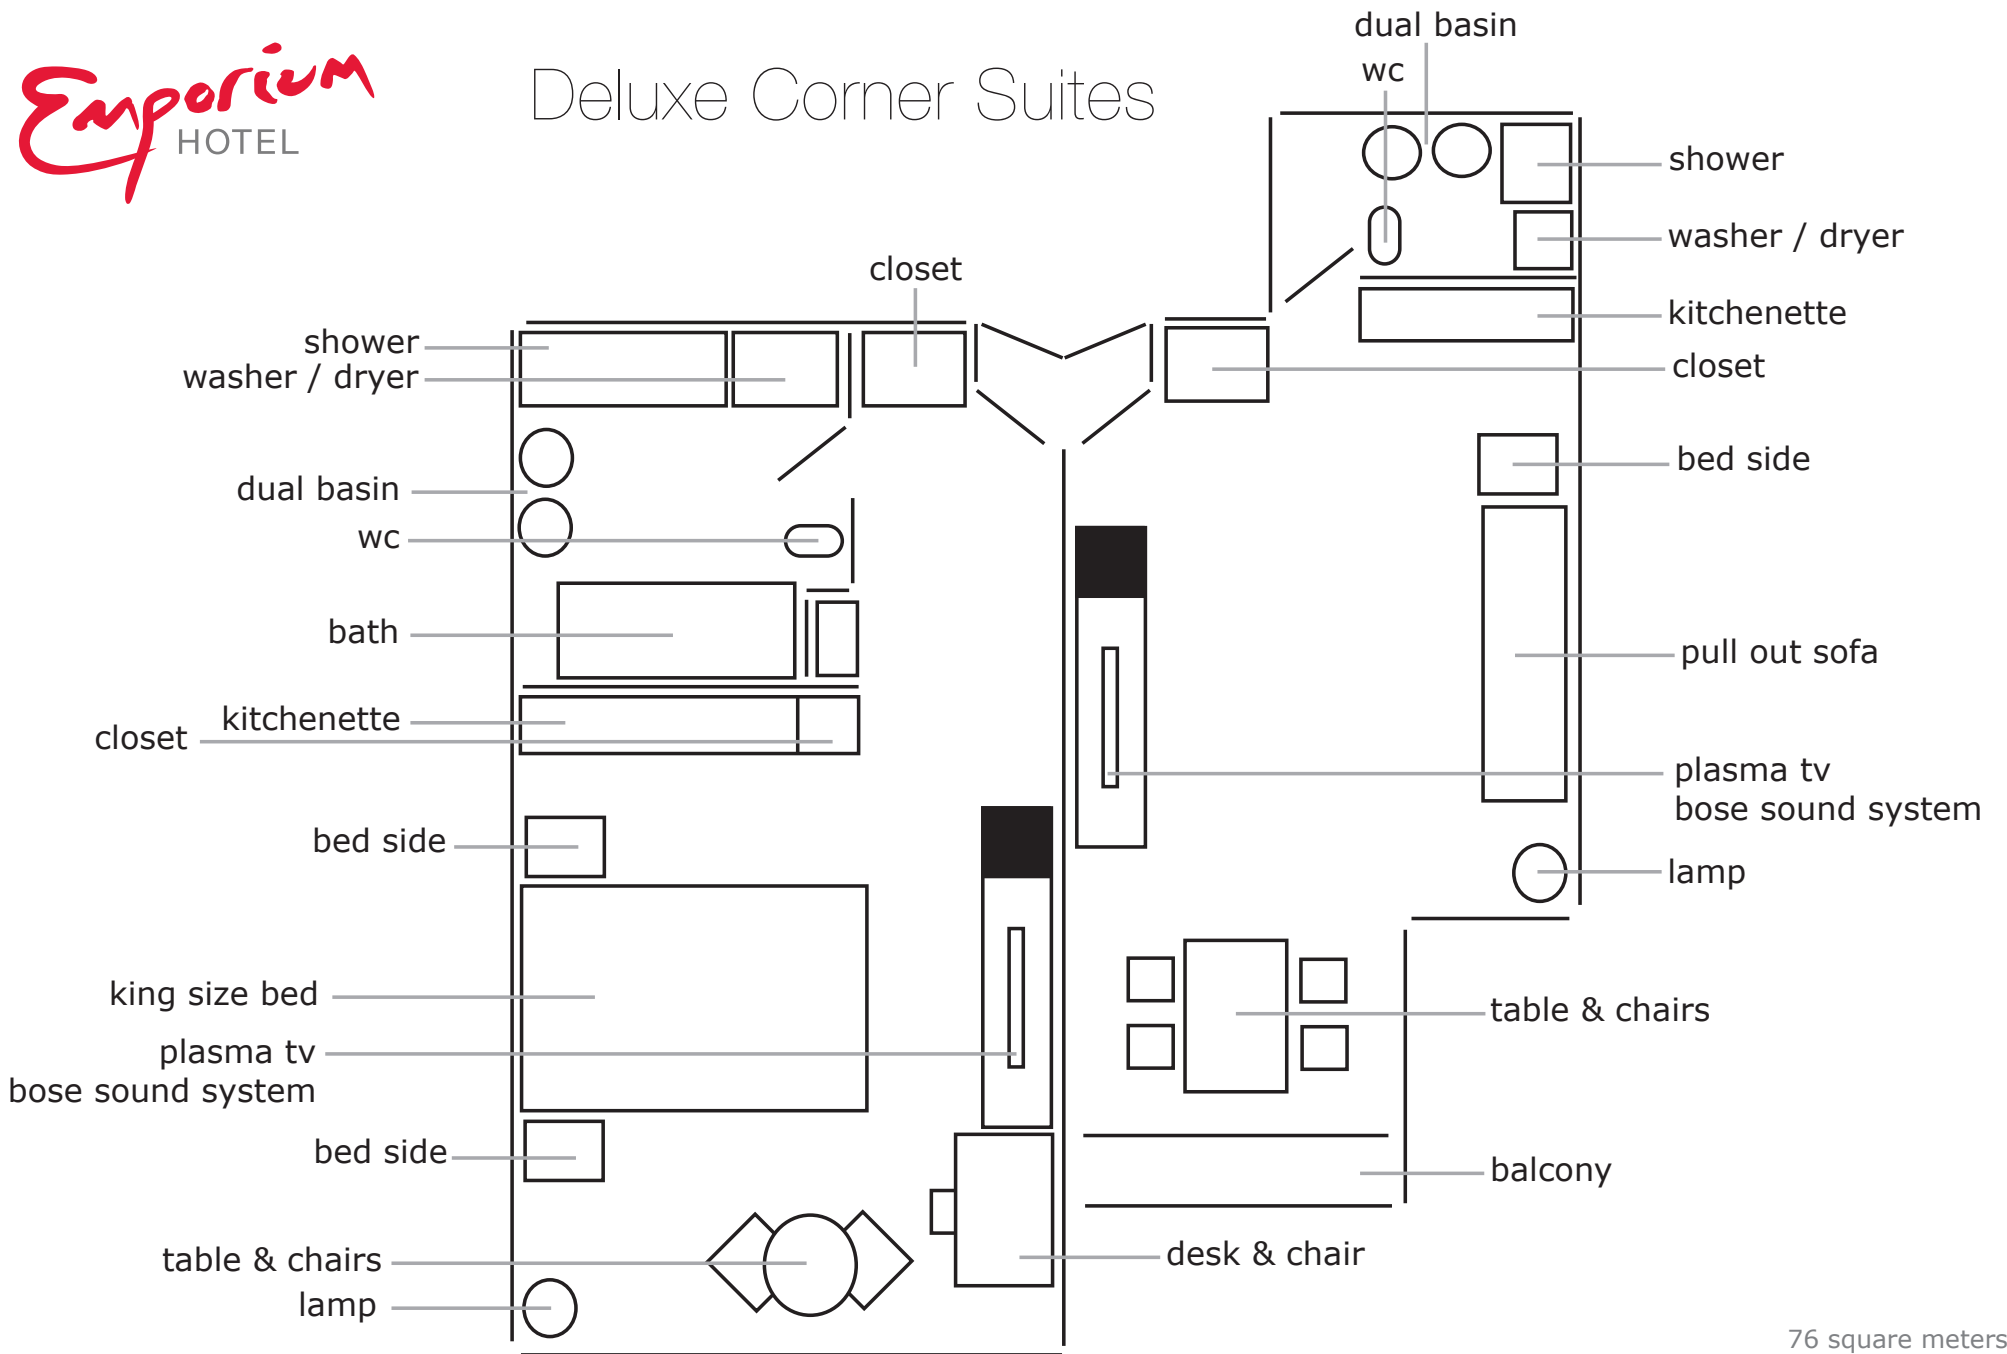 Emporium
HOTEL
Deluxe Corner Suites
dual basin
wc
shower
washer / dryer
kitchenette
closet
bed side
pull out sofa
plasma tv
bose sound system
lamp
table & chairs
balcony
desk & chair
closet
shower
washer / dryer
dual basin
wc
bath
kitchenette
closet
bed side
king size bed
plasma tv
bose sound system
bed side
table & chairs
lamp
76 square meters